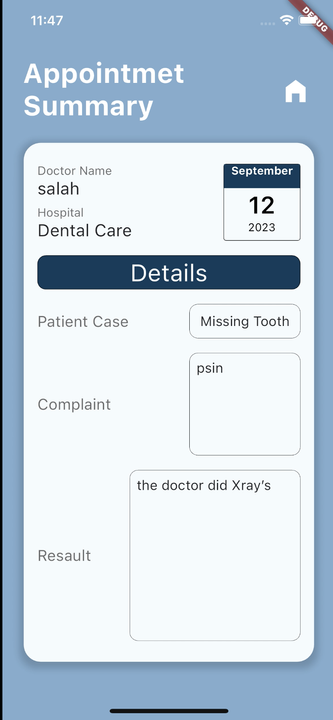 11:47
DEBUG
Appointmet
Summary
Doctor Name
salah
Hospital
Dental Care
September
12
2023
Details
Patient Case
Missing Tooth
Complaint
psin
Resault
the doctor did Xray’s